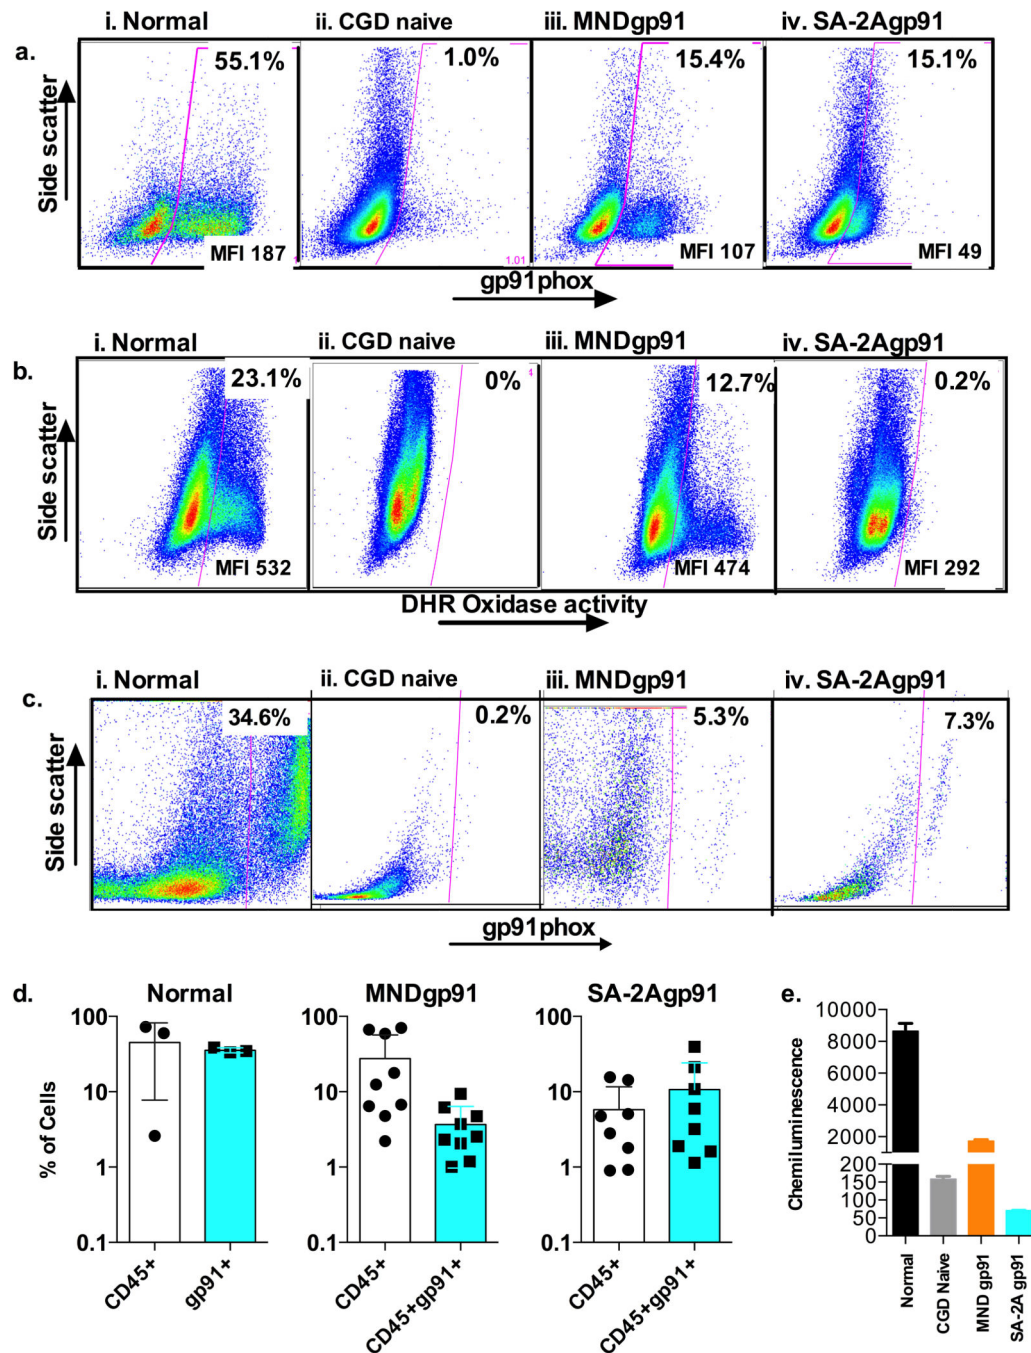 i. Normal ii. CGD naive iii. MNDgp91 iv. SA-2Agp91
a.
55.1% 1.0% 15.4% 15.1%
Side scatter
MFI 187 1.01 MFI 107 MFI 49
gp91phox
i. Normal ii. CGD naive iii. MNDgp91 iv. SA-2Agp91
b.
23.1% 0% 12.7% 0.2%
Side scatter
MFI 532 MFI 474 MFI 292
DHR Oxidase activity
i. Normal ii. CGD naive iii. MNDgp91 iv. SA-2Agp91
c.
34.6% 0.2% 5.3% 7.3%
Side scatter
gp91phox
d. Normal MNDgp91 SA-2Agp91
% of Cells
100 100 100
10 10 10
1 1 1
0.1 0.1 0.1
CD45+ gp91+ CD45+ CD45+gp91+ CD45+ CD45+gp91+
e.
Chemiluminescence
10000
8000
6000
4000
2000
200
150
100
50
0
Normal
CGD Naive
MND gp91
SA-2A gp91